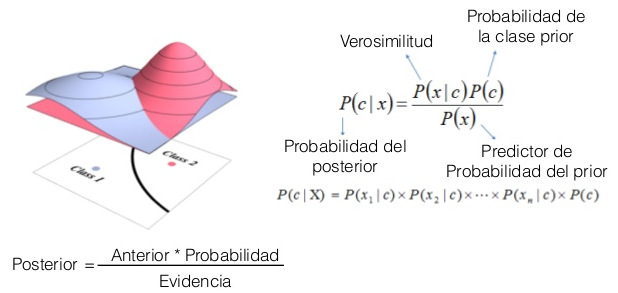 Probabilidad de
la clase prior
Verosimilitud
P(c|x) = P(x|c)P(c) / P(x)
Probabilidad del
posterior
Predictor de
Probabilidad del prior
P(c|X) = P(x₁|c)×P(x₂|c)×···×P(xₙ|c)×P(c)
Class 1
Class 2
Posterior = Anterior * Probabilidad / Evidencia